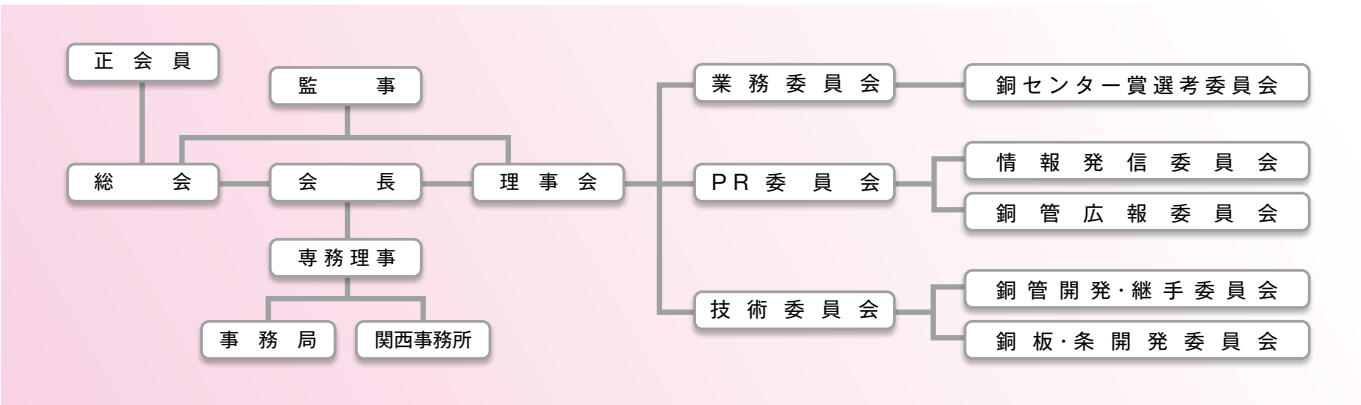 正会員
監事
総会
会長
理事会
専務理事
事務局
関西事務所
業務委員会
銅センター賞選考委員会
PR委員会
情報発信委員会
銅管広報委員会
技術委員会
銅管開発・継手委員会
銅板・条開発委員会